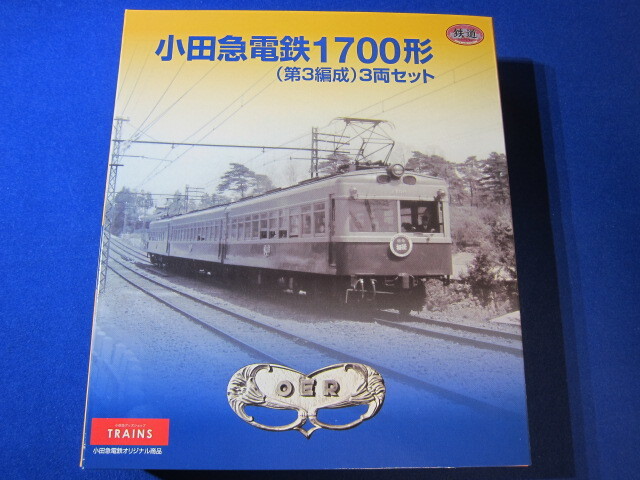 小田急電鉄1700形
(第3編成)3両セット
鉄道
OER
TRAINS
小田急電鉄オリジナル商品